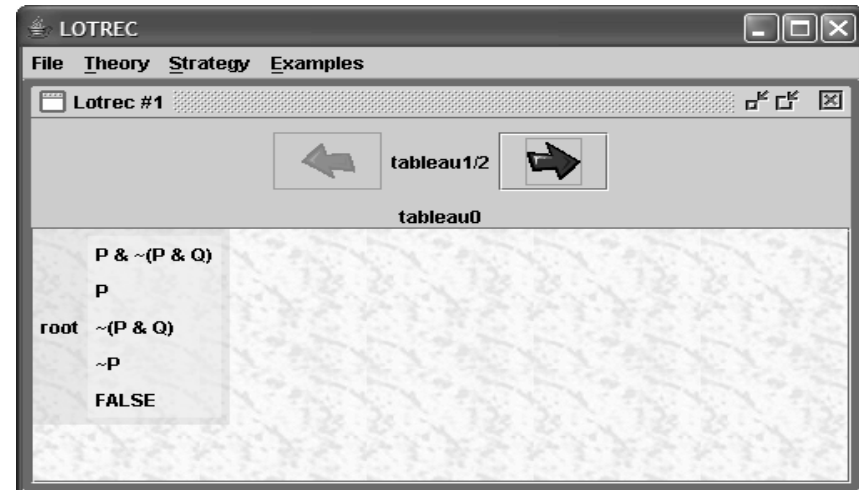 LOTREC
File Theory Strategy Examples
Lotrec #1
tableau1/2
tableau0
P & ~(P & Q)
P
root ~(P & Q)
~P
FALSE